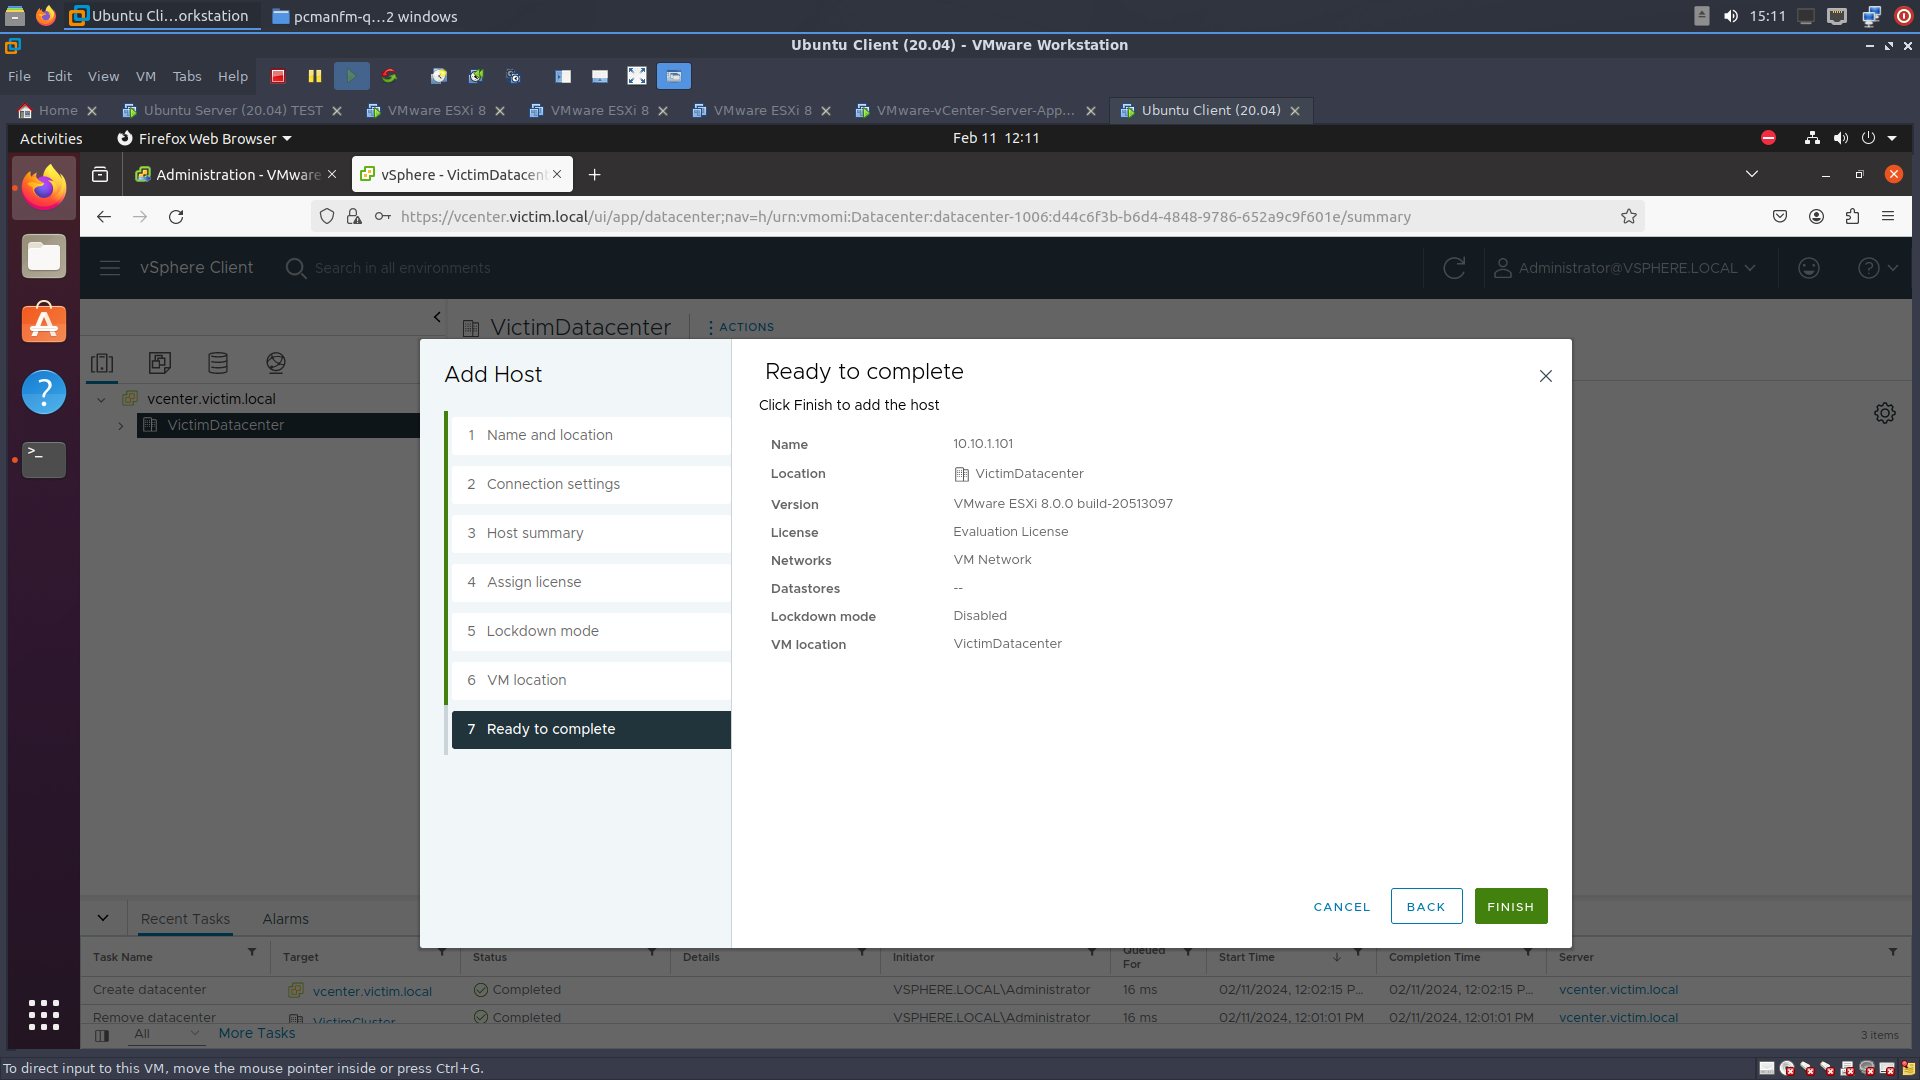 Ubuntu Cli...orkstation
pcmanfm-q...2 windows
15:11
Ubuntu Client (20.04) - VMware Workstation
File Edit View VM Tabs Help
Home
Ubuntu Server (20.04) TEST
VMware ESXi 8
VMware ESXi 8
VMware ESXi 8
VMware-vCenter-Server-App...
Ubuntu Client (20.04)
Activities
Firefox Web Browser
Feb 11 12:11
Administration - VMware
vSphere - VictimDatacent
https://vcenter.victim.local/ui/app/datacenter;nav=h/urn:vmomi:Datacenter:datacenter-1006:d44c6f3b-b6d4-4848-9786-652a9c9f601e/summary
vSphere Client
Search in all environments
Administrator@VSPHERE.LOCAL
VictimDatacenter
ACTIONS
vcenter.victim.local
VictimDatacenter
Add Host
1 Name and location
2 Connection settings
3 Host summary
4 Assign license
5 Lockdown mode
6 VM location
7 Ready to complete
Ready to complete
Click Finish to add the host
Name 10.10.1.101
Location VictimDatacenter
Version VMware ESXi 8.0.0 build-20513097
License Evaluation License
Networks VM Network
Datastores --
Lockdown mode Disabled
VM location VictimDatacenter
CANCEL BACK FINISH
Recent Tasks Alarms
Task Name Target Status Details Initiator Queued For Start Time Completion Time Server
Create datacenter vcenter.victim.local Completed VSPHERE.LOCAL\Administrator 16 ms 02/11/2024, 12:02:15 P... 02/11/2024, 12:02:15 P... vcenter.victim.local
Remove datacenter VictimCluster Completed VSPHERE.LOCAL\Administrator 16 ms 02/11/2024, 12:01:01 PM 02/11/2024, 12:01:01 PM vcenter.victim.local
All More Tasks 3 items
To direct input to this VM, move the mouse pointer inside or press Ctrl+G.